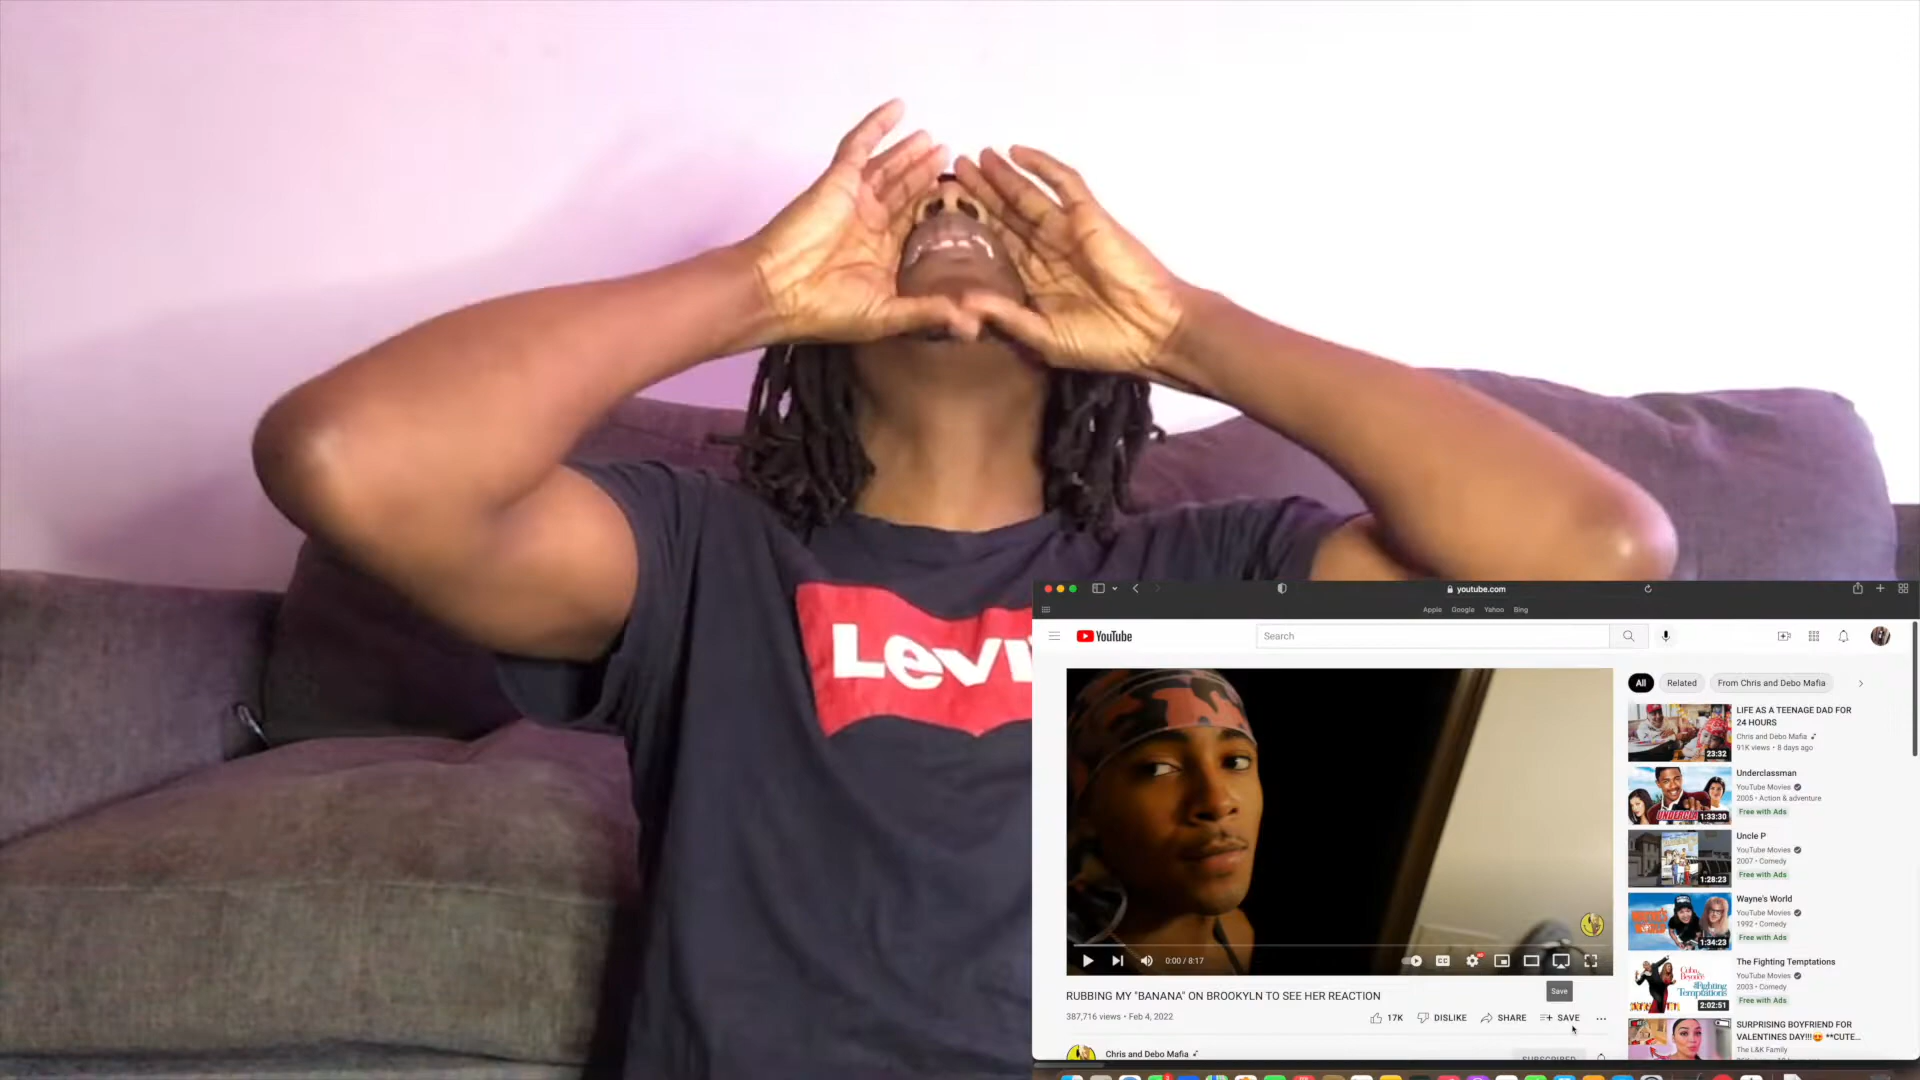 Levi
youtube.com
Apple Google Yahoo Bing
YouTube
Search
All Related From Chris and Debo Mafia
LIFE AS A TEENAGE DAD FOR
24 HOURS
Chris and Debo Mafia
91K views • 8 days ago
23:32
Underclassman
YouTube Movies
2005 • Action & adventure
Free with Ads
1:33:30
Uncle P
YouTube Movies
2007 • Comedy
Free with Ads
1:28:23
Wayne's World
YouTube Movies
1992 • Comedy
Free with Ads
1:34:23
The Fighting Temptations
YouTube Movies
2003 • Comedy
Free with Ads
2:02:51
SURPRISING BOYFRIEND FOR
VALENTINES DAY!!!😍 **CUTE...
The L&K Family
0:00 / 8:17
CC
Save
RUBBING MY "BANANA" ON BROOKYLN TO SEE HER REACTION
387,716 views • Feb 4, 2022
17K DISLIKE SHARE SAVE
Chris and Debo Mafia
SUBSCRIBED